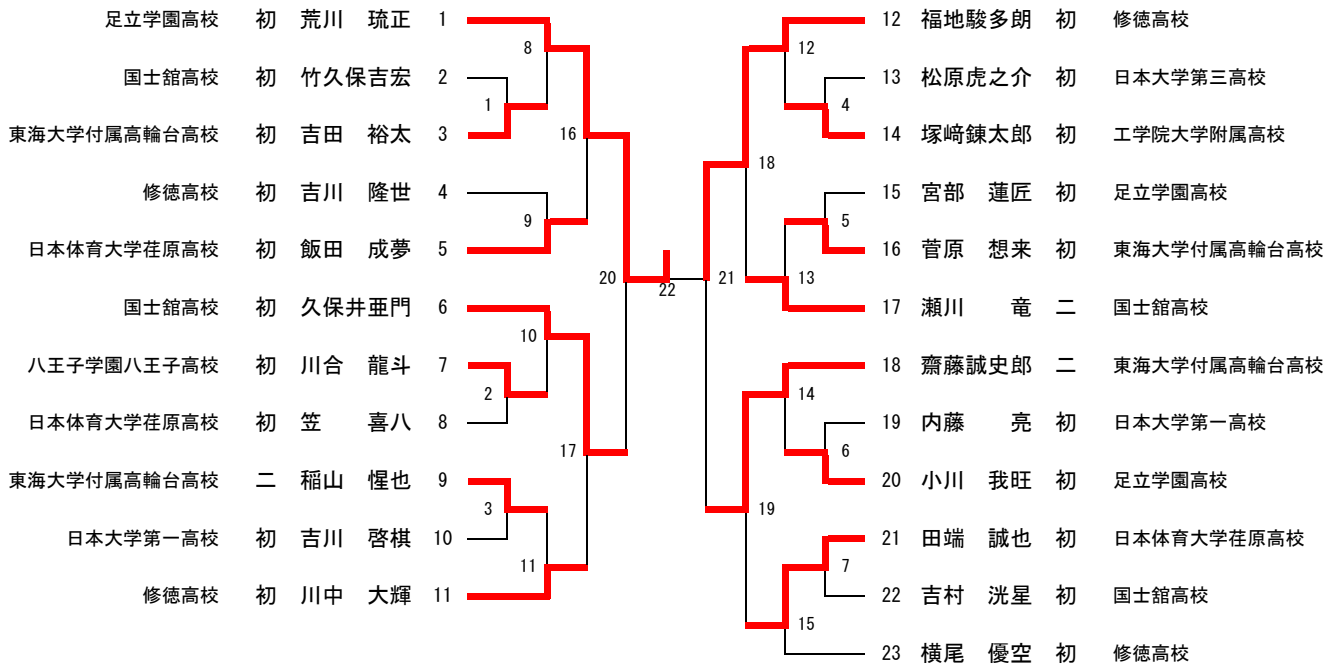 足立学園高校 初 荒川 琉正 1
国士舘高校 初 竹久保吉宏 2
東海大学付属高輪台高校 初 吉田 裕太 3
修徳高校 初 吉川 隆世 4
日本体育大学荏原高校 初 飯田 成夢 5
国士舘高校 初 久保井亜門 6
八王子学園八王子高校 初 川合 龍斗 7
日本体育大学荏原高校 初 笠 喜八 8
東海大学付属高輪台高校 二 稲山 惺也 9
日本大学第一高校 初 吉川 啓棋 10
修徳高校 初 川中 大輝 11
8
1
16
9
20
10
2
17
3
11
22
12
4
18
5
21
13
14
6
19
7
15
12 福地駿多朗 初 修徳高校
13 松原虎之介 初 日本大学第三高校
14 塚﨑錬太郎 初 工学院大学附属高校
15 宮部 蓮匠 初 足立学園高校
16 菅原 想来 初 東海大学付属高輪台高校
17 瀬川 竜 二 国士舘高校
18 齋藤誠史郎 二 東海大学付属高輪台高校
19 内藤 亮 初 日本大学第一高校
20 小川 我旺 初 足立学園高校
21 田端 誠也 初 日本体育大学荏原高校
22 吉村 洸星 初 国士舘高校
23 横尾 優空 初 修徳高校